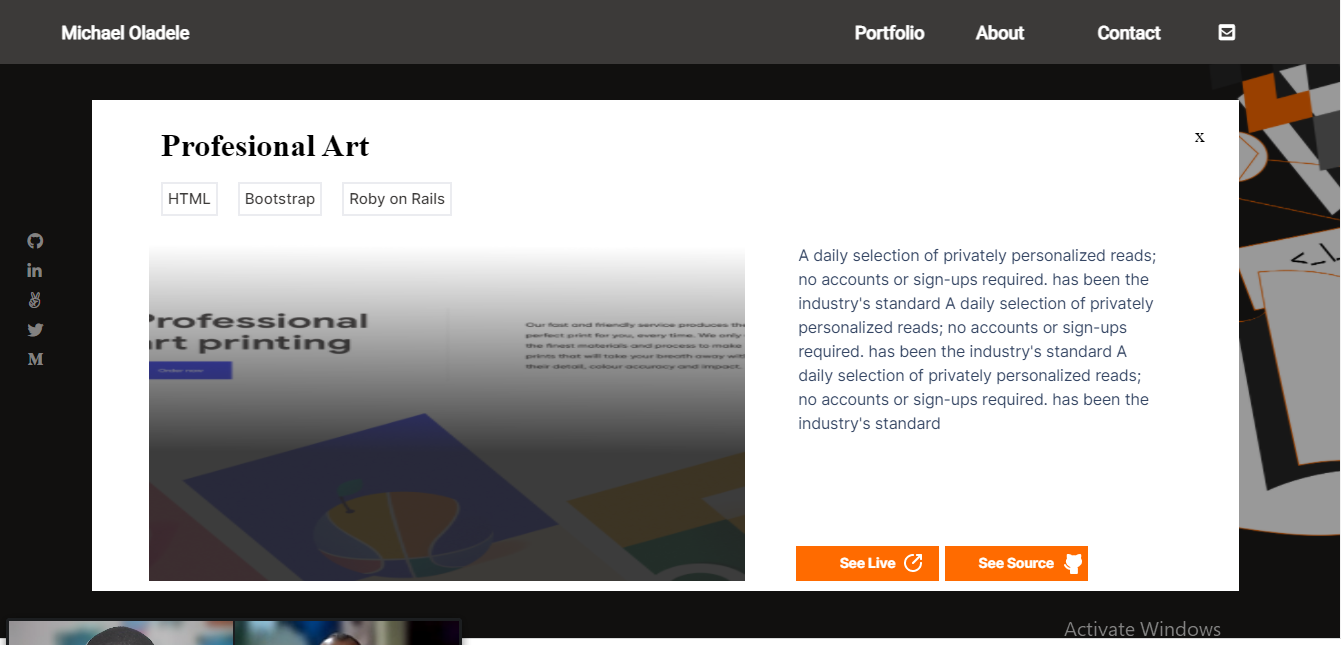 Michael Oladele
Portfolio About Contact
Profesional Art
x
HTML Bootstrap Roby on Rails
A daily selection of privately personalized reads;
no accounts or sign-ups required. has been the
industry's standard A daily selection of privately
personalized reads; no accounts or sign-ups
required. has been the industry's standard A
daily selection of privately personalized reads;
no accounts or sign-ups required. has been the
industry's standard
Professional
art printing
Order now
Our fast and friendly service produces the
perfect print for you, every time. We only
the finest materials and process to make
prints that will take your breath away with
their detail, colour accuracy and impact.
in
M
See Live
See Source
Activate Windows